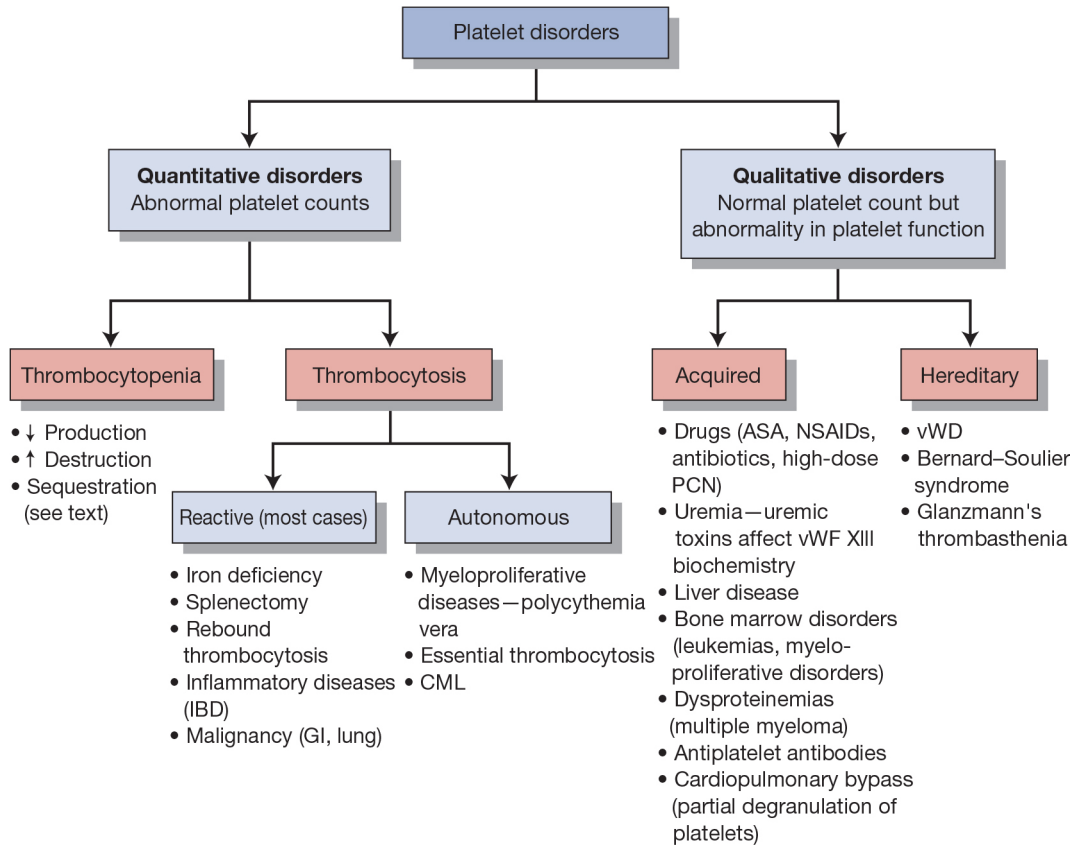 Platelet disorders
Quantitative disorders
Abnormal platelet counts
Qualitative disorders
Normal platelet count but
abnormality in platelet function
Thrombocytopenia
• ↓ Production
• ↑ Destruction
• Sequestration
(see text)
Thrombocytosis
Reactive (most cases)
• Iron deficiency
• Splenectomy
• Rebound
thrombocytosis
• Inflammatory diseases
(IBD)
• Malignancy (GI, lung)
Autonomous
• Myeloproliferative
diseases—polycythemia
vera
• Essential thrombocytosis
• CML
Acquired
• Drugs (ASA, NSAIDs,
antibiotics, high-dose
PCN)
• Uremia—uremic
toxins affect vWF XIII
biochemistry
• Liver disease
• Bone marrow disorders
(leukemias, myelo-
proliferative disorders)
• Dysproteinemias
(multiple myeloma)
• Antiplatelet antibodies
• Cardiopulmonary bypass
(partial degranulation of
platelets)
Hereditary
• vWD
• Bernard–Soulier
syndrome
• Glanzmann's
thrombasthenia